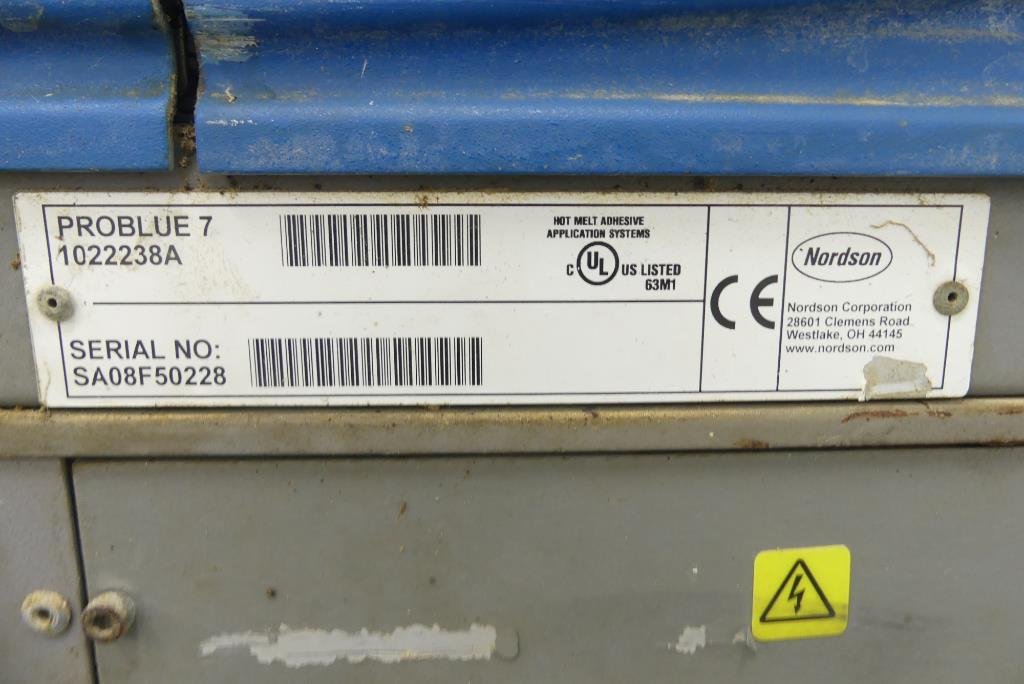 PROBLUE 7
1022238A
SERIAL NO:
SA08F50228
HOT MELT ADHESIVE
APPLICATION SYSTEMS
C UL US LISTED
63M1
CE
Nordson
Nordson Corporation
28601 Clemens Road
Westlake, OH 44145
www.nordson.com